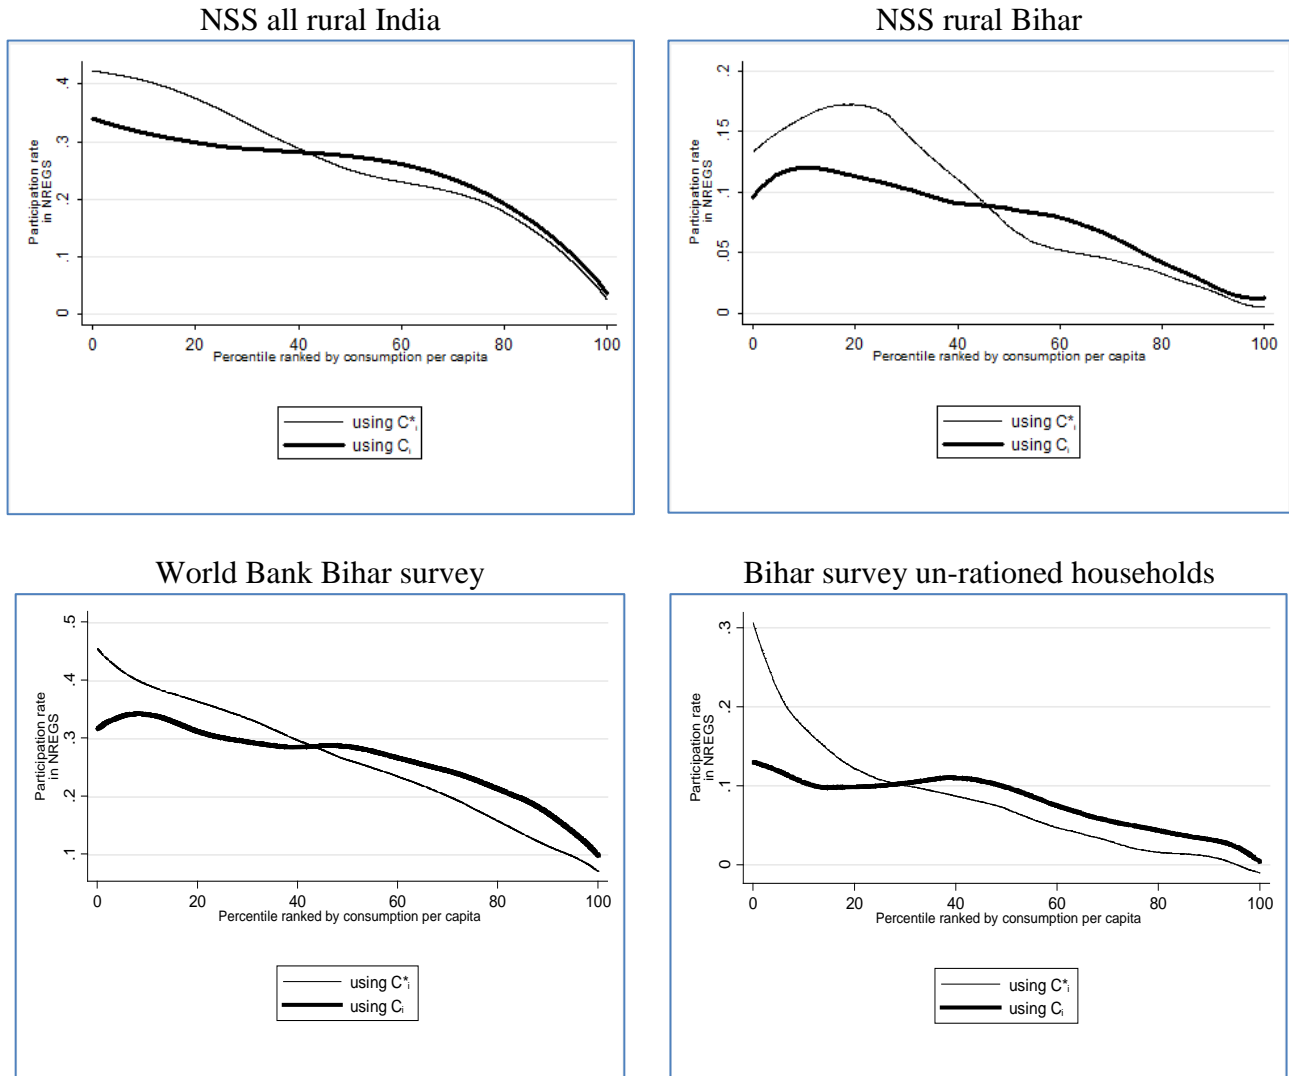 NSS all rural India
.4
.3
.2
.1
0
Participation rate
in NREGS
0 20 40 60 80 100
Percentile ranked by consumption per capita
using C*i
using Ci
NSS rural Bihar
.2
.15
.1
.05
0
Participation rate
in NREGS
0 20 40 60 80 100
Percentile ranked by consumption per capita
using C*i
using Ci
World Bank Bihar survey
.5
.4
.3
.2
.1
Participation rate
in NREGS
0 20 40 60 80 100
Percentile ranked by consumption per capita
using C*i
using Ci
Bihar survey un-rationed households
.3
.2
.1
0
Participation rate
in NREGS
0 20 40 60 80 100
Percentile ranked by consumption per capita
using C*i
using Ci